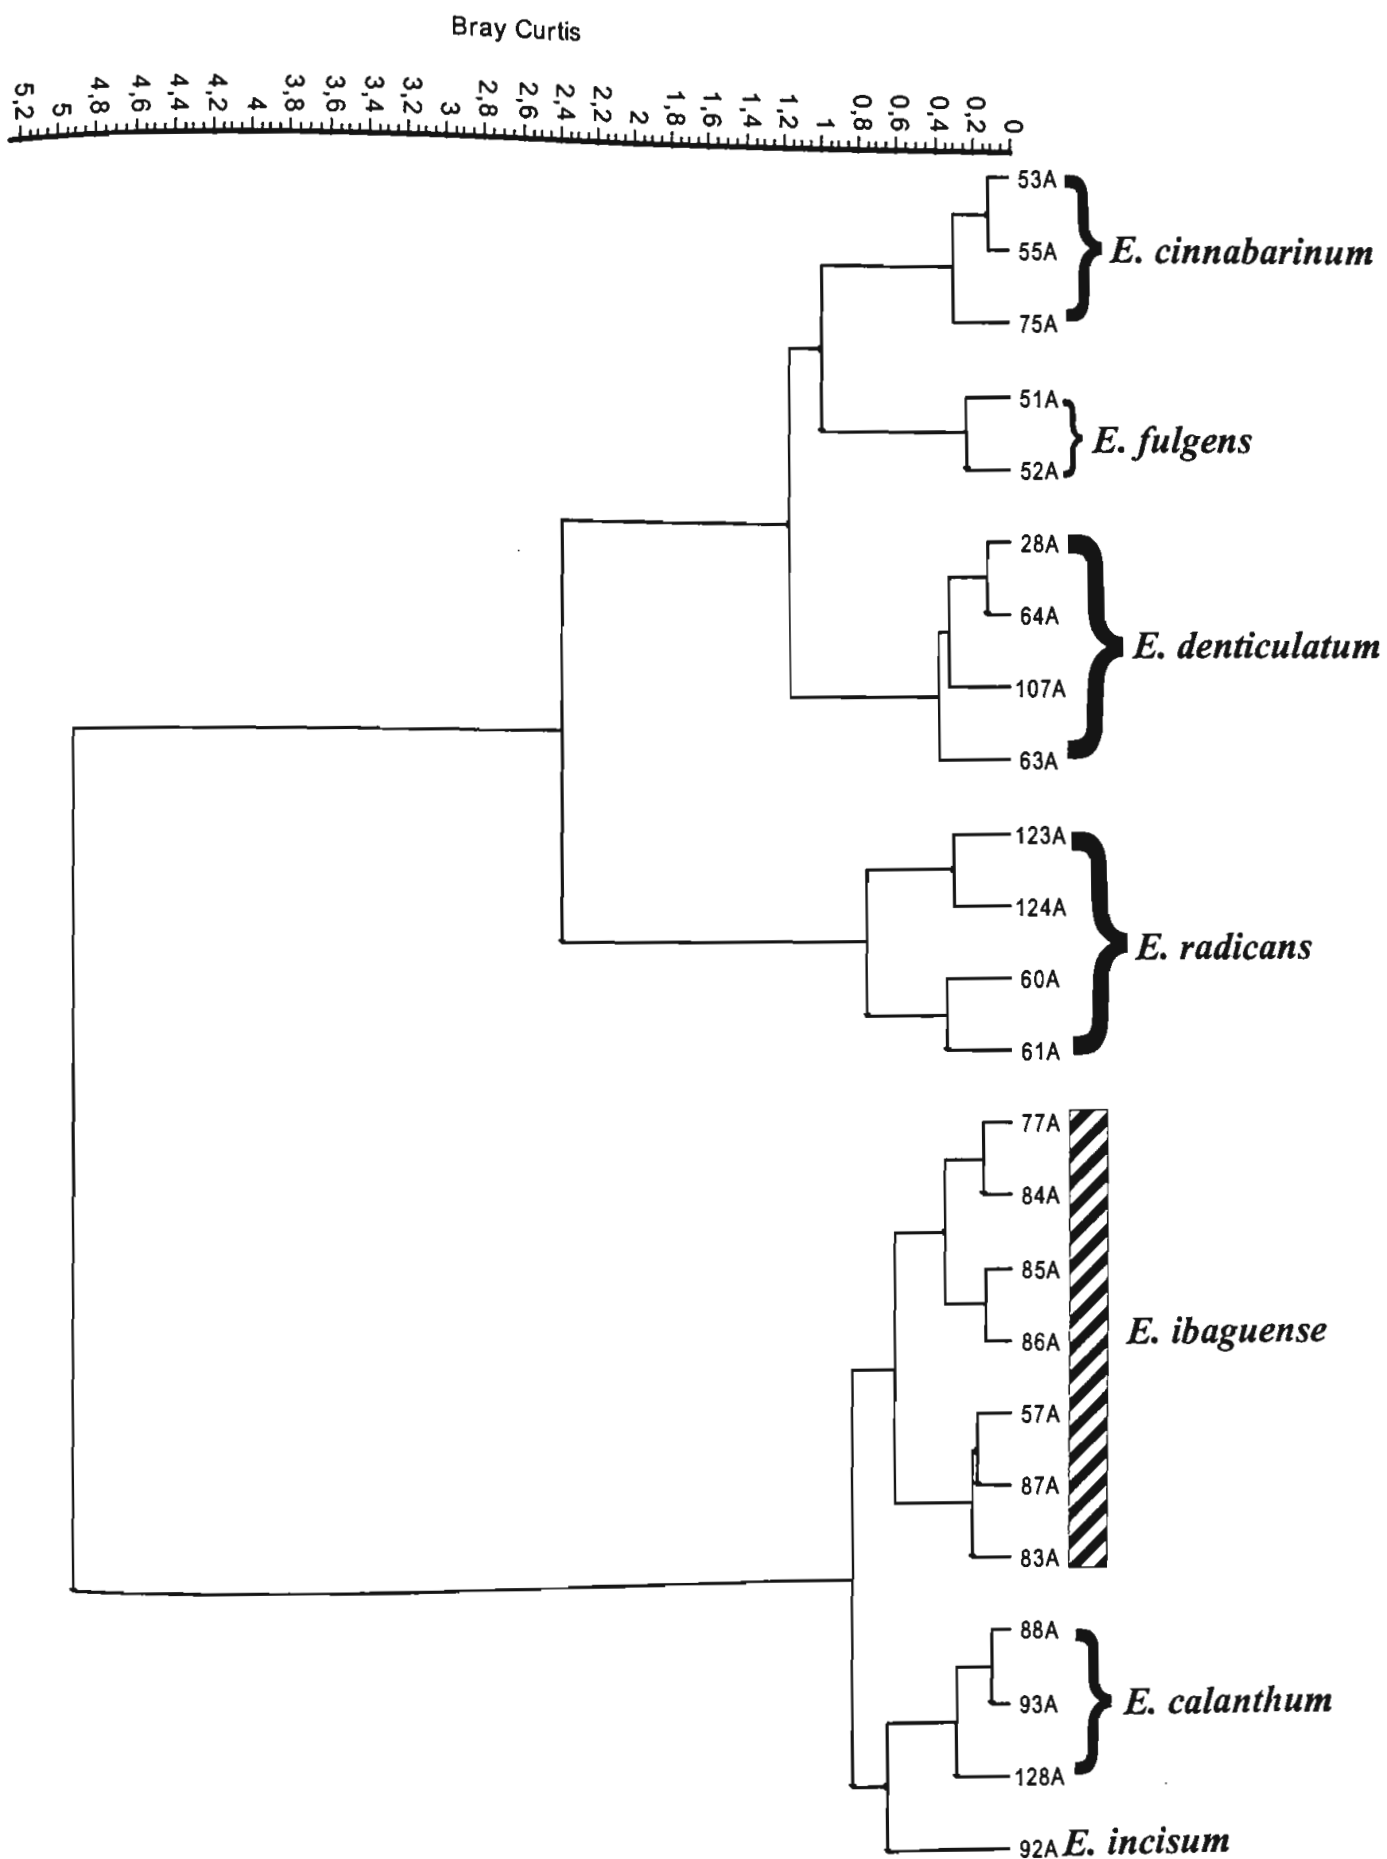 Bray Curtis
5,2 5 4,8 4,6 4,4 4,2 4 3,8 3,6 3,4 3,2 3 2,8 2,6 2,4 2,2 2 1,8 1,6 1,4 1,2 1 0,8 0,6 0,4 0,2 0
53A
55A
E. cinnabarinum
75A
51A
E. fulgens
52A
28A
64A
E. denticulatum
107A
63A
123A
124A
E. radicans
60A
61A
77A
84A
85A
E. ibaguense
86A
57A
87A
83A
88A
93A E. calanthum
128A
92A E. incisum